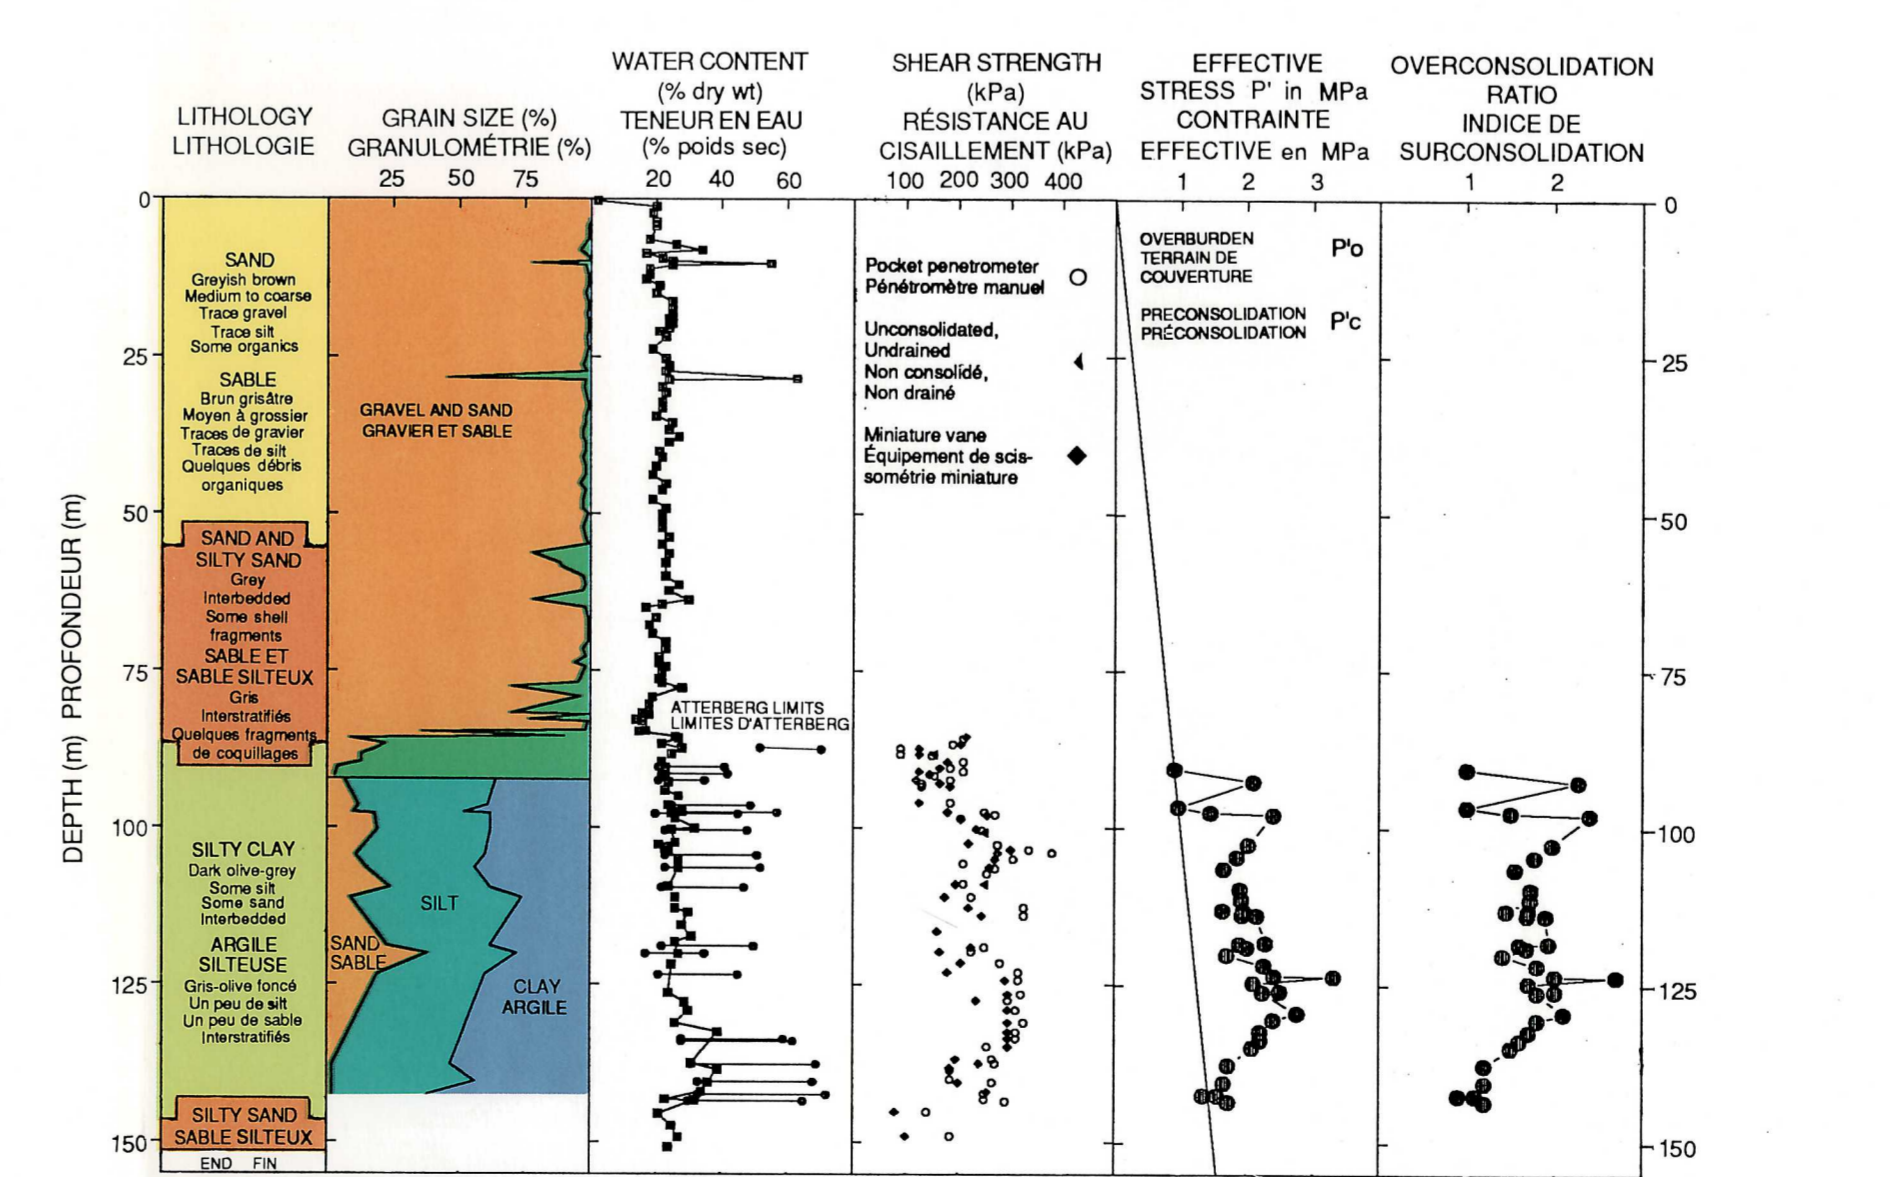 LITHOLOGY
LITHOLOGIE
GRAIN SIZE (%)
GRANULOMÉTRIE (%)
25 50 75
WATER CONTENT
(% dry wt)
TENEUR EN EAU
(% poids sec)
20 40 60
SHEAR STRENGTH
(kPa)
RÉSISTANCE AU
CISAILLEMENT (kPa)
100 200 300 400
EFFECTIVE
STRESS P' in MPa
CONTRAINTE
EFFECTIVE en MPa
1 2 3
OVERCONSOLIDATION
RATIO
INDICE DE
SURCONSOLIDATION
1 2
DEPTH (m) PROFONDEUR (m)
0
25
50
75
100
125
150
SAND
Greyish brown
Medium to coarse
Trace gravel
Trace silt
Some organics
SABLE
Brun grisâtre
Moyen à grossier
Traces de gravier
Traces de silt
Quelques débris
organiques
SAND AND
SILTY SAND
Grey
Interbedded
Some shell
fragments
SABLE ET
SABLE SILTEUX
Gris
Interstratifiés
Quelques fragments
de coquillages
SILTY CLAY
Dark olive-grey
Some silt
Some sand
Interbedded
ARGILE
SILTEUSE
Gris-olive foncé
Un peu de silt
Un peu de sable
Interstratifiés
SILTY SAND
SABLE SILTEUX
END FIN
GRAVEL AND SAND
GRAVIER ET SABLE
SILT
SAND
SABLE
CLAY
ARGILE
ATTERBERG LIMITS
LIMITES D'ATTERBERG
Pocket penetrometer
Pénétromètre manuel
Unconsolidated,
Undrained
Non consolidé,
Non drainé
Miniature vane
Équipement de scis-
sométrie miniature
OVERBURDEN
TERRAIN DE
COUVERTURE
P'o
PRECONSOLIDATION
PRÉCONSOLIDATION
P'c
0
25
50
75
100
125
150